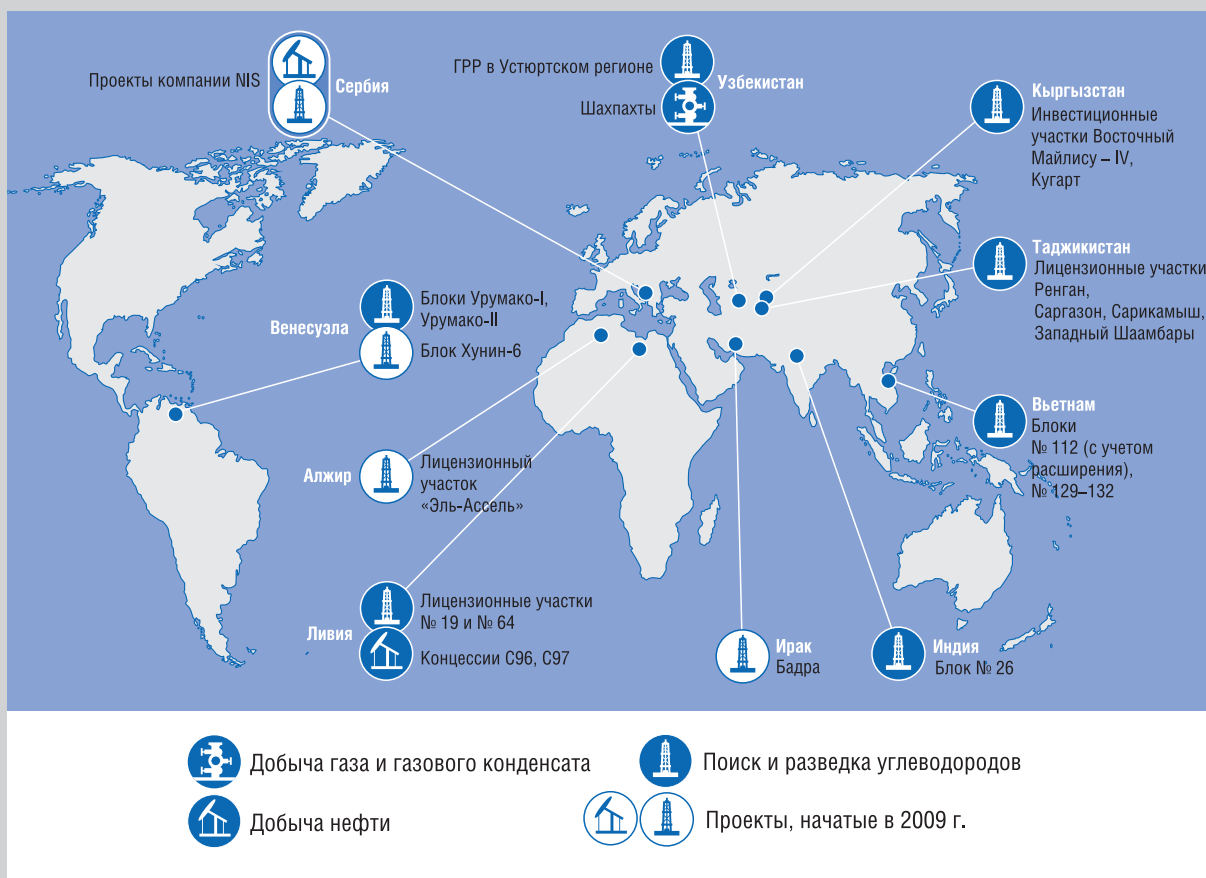 Проекты компании NIS
Сербия
ГРР в Устюртском регионе
Шахпахты
Узбекистан
Кыргызстан
Инвестиционные
участки Восточный
Майлису – IV,
Кугарт
Таджикистан
Лицензионные участки
Ренган,
Саргазон, Сарикамыш,
Западный Шаамбары
Венесуэла
Блоки Урумако-I,
Урумако-II
Блок Хунин-6
Вьетнам
Блоки
№ 112 (с учетом
расширения),
№ 129–132
Алжир
Лицензионный
участок
«Эль-Ассель»
Ливия
Лицензионные участки
№ 19 и № 64
Концессии С96, С97
Ирак
Бадра
Индия
Блок № 26
Добыча газа и газового конденсата
Поиск и разведка углеводородов
Добыча нефти
Проекты, начатые в 2009 г.